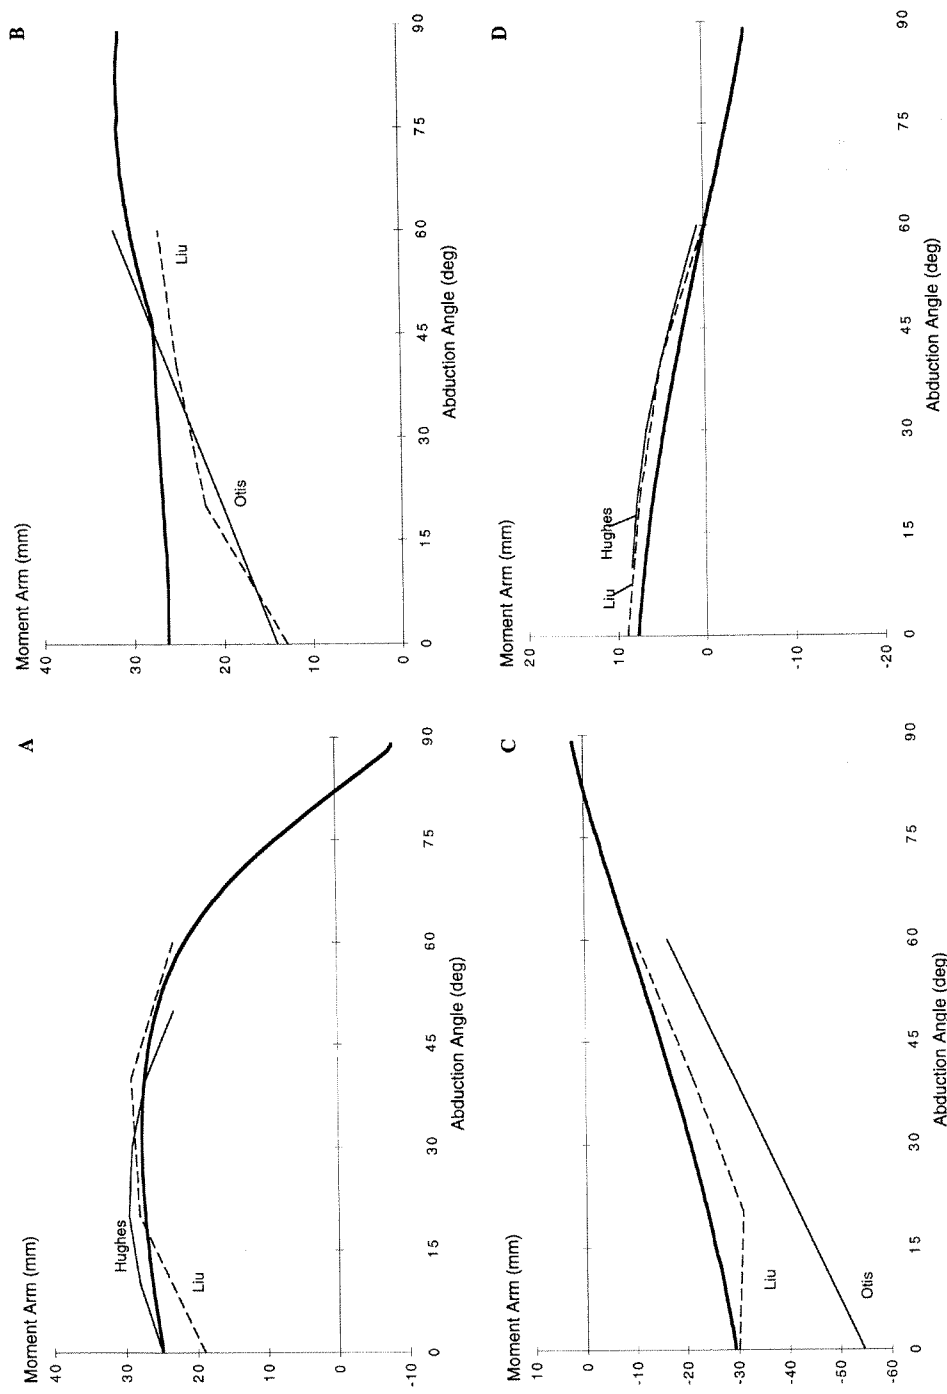 A
Moment Arm (mm)
40
30
20
10
0
-10
Hughes
Liu
0 15 30 45 60 75 90
Abduction Angle (deg)
B
Moment Arm (mm)
40
30
20
10
0
Liu
Otis
0 15 30 45 60 75 90
Abduction Angle (deg)
C
Moment Arm (mm)
10
0
-10
-20
-30
-40
-50
-60
Liu
Otis
0 15 30 45 60 75 90
Abduction Angle (deg)
D
Moment Arm (mm)
20
10
0
-10
-20
Liu
Hughes
0 15 30 45 60 75 90
Abduction Angle (deg)